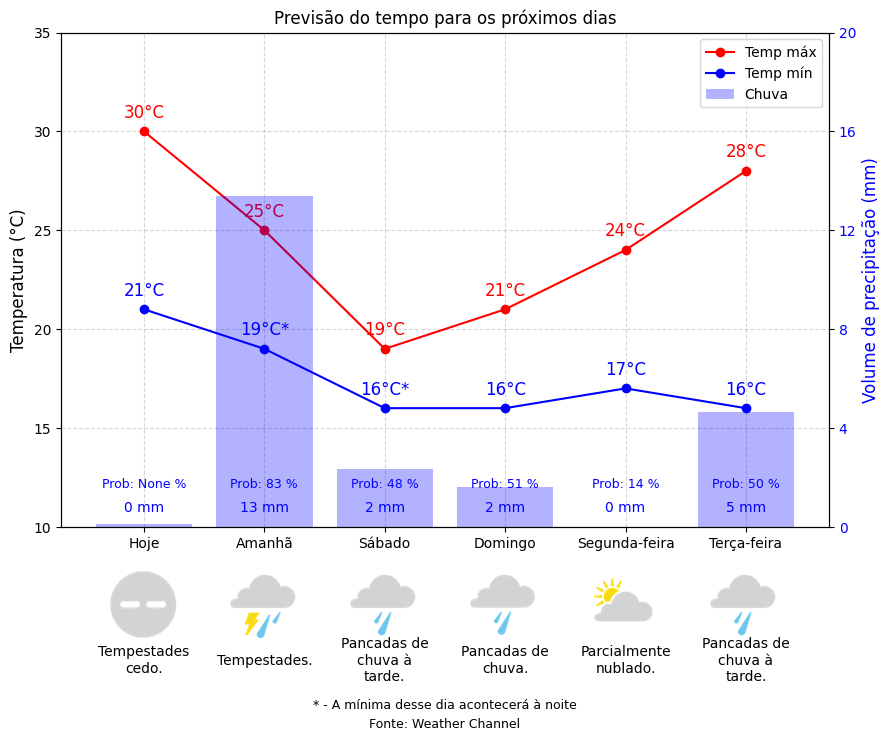 Previsão do tempo para os próximos dias
35
30
25
20
15
10
Temperatura (°C)
20
16
12
8
4
0
Volume de precipitação (mm)
Temp máx
Temp mín
Chuva
30°C
25°C
19°C
21°C
24°C
28°C
21°C
19°C*
16°C*
16°C
17°C
16°C
Prob: None %
Prob: 83 %
Prob: 48 %
Prob: 51 %
Prob: 14 %
Prob: 50 %
0 mm
13 mm
2 mm
2 mm
0 mm
5 mm
Hoje
Amanhã
Sábado
Domingo
Segunda-feira
Terça-feira
Tempestades
cedo.
Tempestades.
Pancadas de
chuva à
tarde.
Pancadas de
chuva.
Parcialmente
nublado.
Pancadas de
chuva à
tarde.
* - A mínima desse dia acontecerá à noite
Fonte: Weather Channel